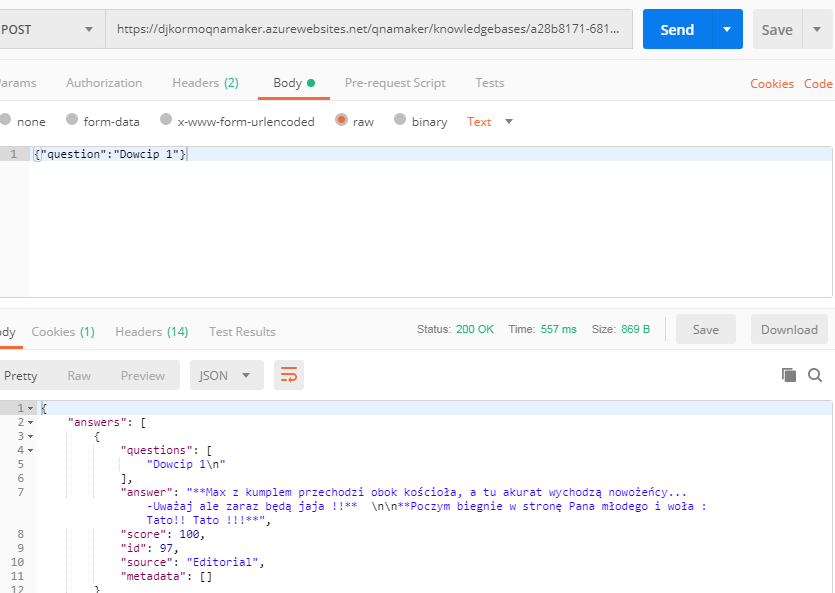 POST https://djkormoqnamaker.azurewebsites.net/qnamaker/knowledgebases/a28b8171-681... Send Save
Params Authorization Headers (2) Body Pre-request Script Tests Cookies Code
none form-data x-www-form-urlencoded raw binary Text
1 {"question":"Dowcip 1"}
Body Cookies (1) Headers (14) Test Results Status: 200 OK Time: 557 ms Size: 869 B Save Download
Pretty Raw Preview JSON
1 {
2 "answers": [
3 {
4 "questions": [
5 "Dowcip 1\n"
6 ],
7 "answer": "**Max z kumplem przechodzi obok kościoła, a tu akurat wychodzą nowożeńcy...
-Uważaj ale zaraz będą jaja !!** \n\n**Poczym biegnie w stronę Pana młodego i woła :
Tato!! Tato !!!**",
8 "score": 100,
9 "id": 97,
10 "source": "Editorial",
11 "metadata": []
12 }